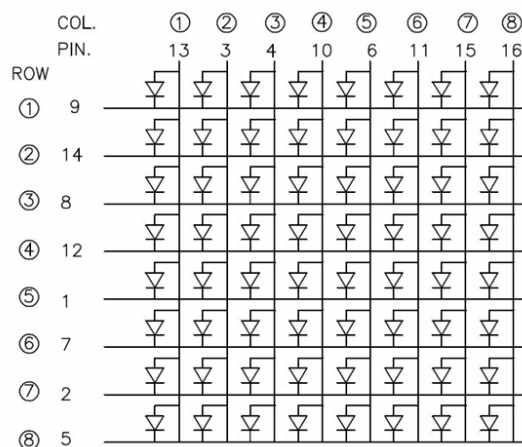 COL. ① ② ③ ④ ⑤ ⑥ ⑦ ⑧
PIN. 13 3 4 10 6 11 15 16
ROW
① 9
② 14
③ 8
④ 12
⑤ 1
⑥ 7
⑦ 2
⑧ 5